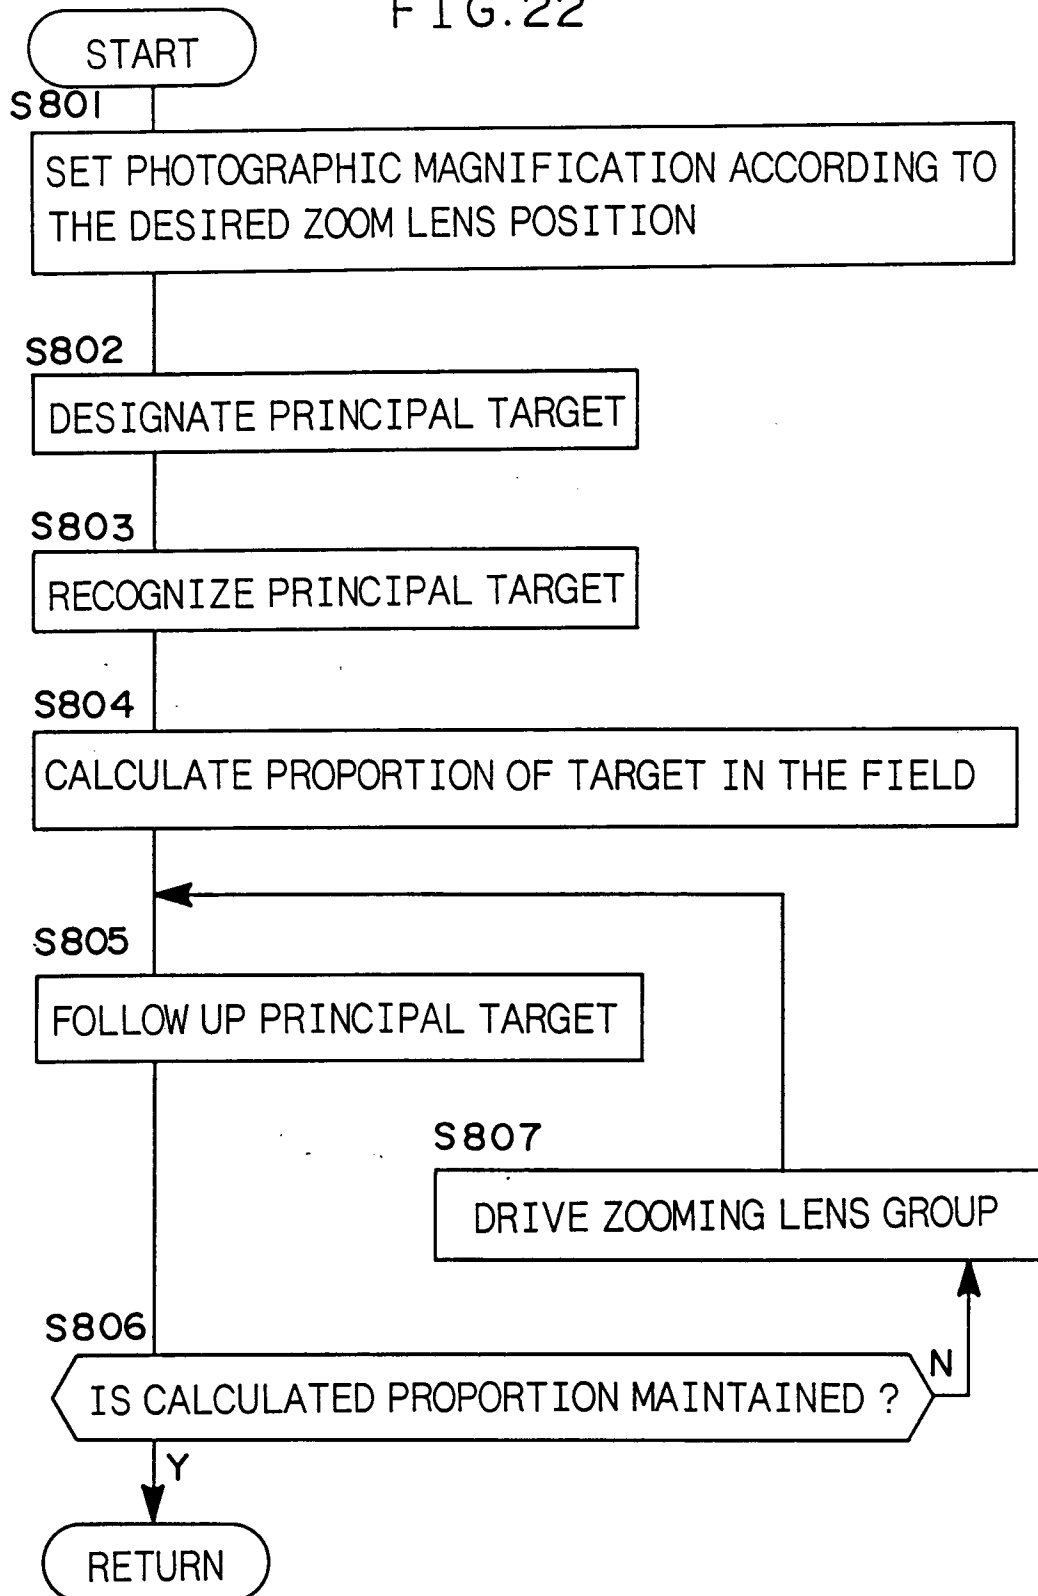 FIG.22
START
S801
SET PHOTOGRAPHIC MAGNIFICATION ACCORDING TO
THE DESIRED ZOOM LENS POSITION
S802
DESIGNATE PRINCIPAL TARGET
S803
RECOGNIZE PRINCIPAL TARGET
S804
CALCULATE PROPORTION OF TARGET IN THE FIELD
S805
FOLLOW UP PRINCIPAL TARGET
S807
DRIVE ZOOMING LENS GROUP
S806
IS CALCULATED PROPORTION MAINTAINED ?
N
Y
RETURN